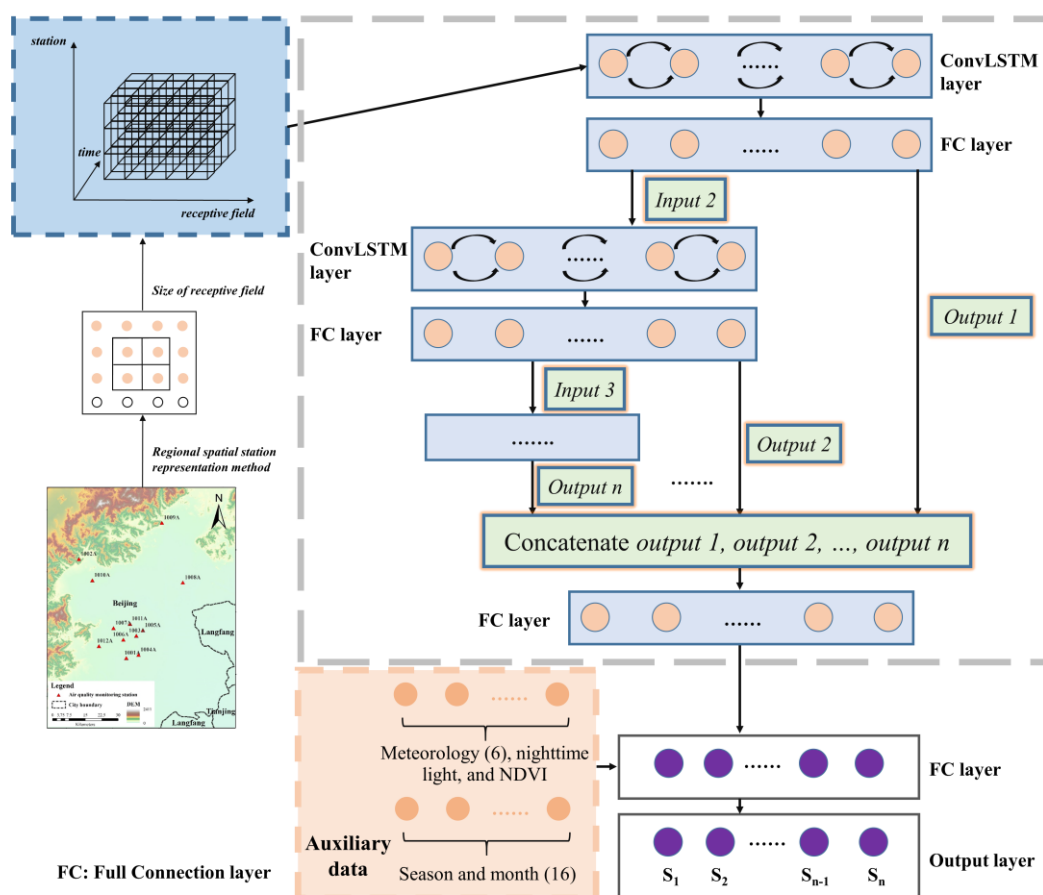 station
time
receptive field
Size of receptive field
Regional spatial station
representation method
N
1009A
1002A
1010A
1008A
Beijing
1011A
1007
1005A
1003
1006A
1012A
1004A
1001
Langfang
Legend
Air quality monitoring station
City boundary
DEM
Kilometers
Langfang
Tianjing
FC: Full Connection layer
ConvLSTM
layer
......
FC layer
......
Input 2
ConvLSTM
layer
......
FC layer
......
Output 1
Input 3
.......
Output 2
Output n
.......
Concatenate output 1, output 2, ..., output n
FC layer
......
......
Meteorology (6), nighttime
light, and NDVI
......
Auxiliary
data
Season and month (16)
FC layer
......
Output layer
......
S1 S2 Sn-1 Sn